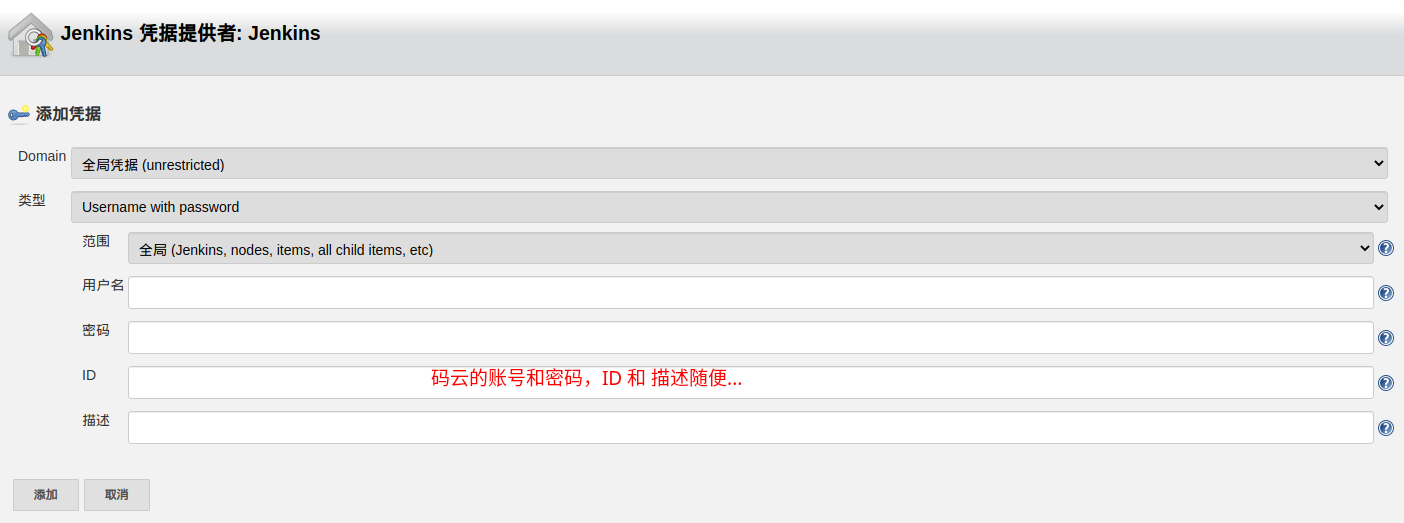 Jenkins 凭据提供者: Jenkins
添加凭据
Domain 全局凭据 (unrestricted)
类型 Username with password
范围 全局 (Jenkins, nodes, items, all child items, etc)
用户名
密码
ID 码云的账号和密码，ID 和 描述随便...
描述
添加 取消